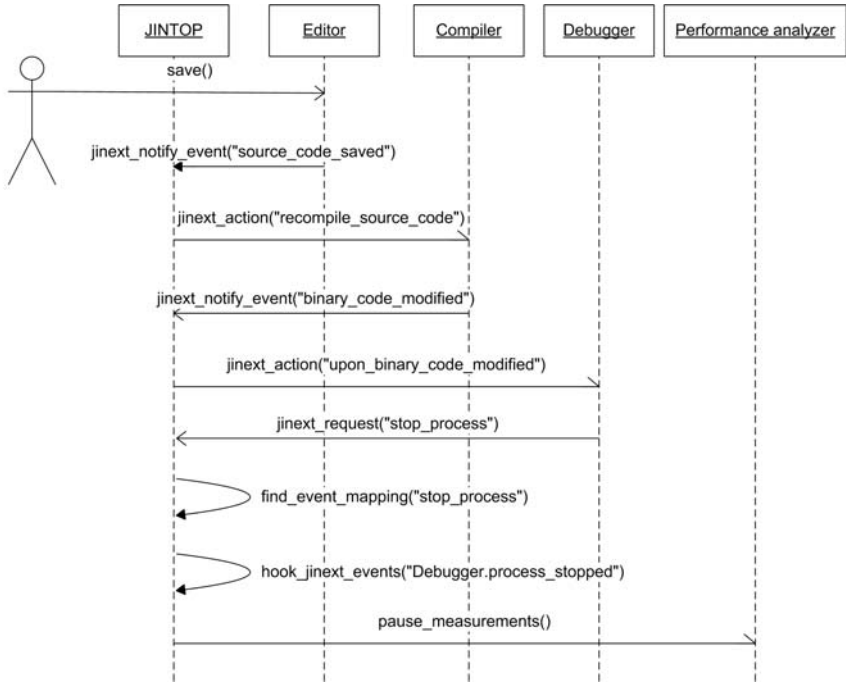 JINTOP
Editor
Compiler
Debugger
Performance analyzer
save()
jinext_notify_event("source_code_saved")
jinext_action("recompile_source_code")
jinext_notify_event("binary_code_modified")
jinext_action("upon_binary_code_modified")
jinext_request("stop_process")
find_event_mapping("stop_process")
hook_jinext_events("Debugger.process_stopped")
pause_measurements()